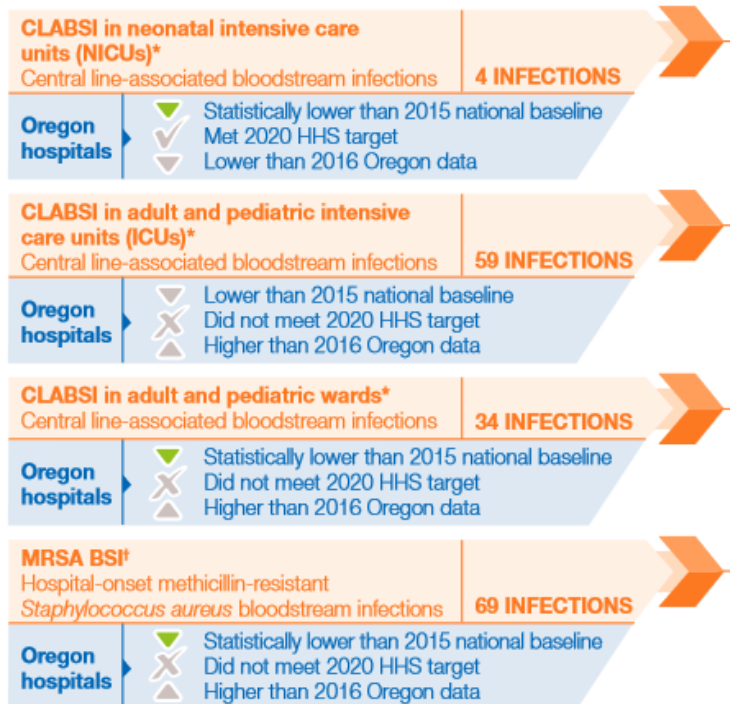 CLABSI in neonatal intensive care
units (NICUs)*
Central line-associated bloodstream infections
4 INFECTIONS
Oregon
hospitals
Statistically lower than 2015 national baseline
Met 2020 HHS target
Lower than 2016 Oregon data
CLABSI in adult and pediatric intensive
care units (ICUs)*
Central line-associated bloodstream infections
59 INFECTIONS
Oregon
hospitals
Lower than 2015 national baseline
Did not meet 2020 HHS target
Higher than 2016 Oregon data
CLABSI in adult and pediatric wards*
Central line-associated bloodstream infections
34 INFECTIONS
Oregon
hospitals
Statistically lower than 2015 national baseline
Did not meet 2020 HHS target
Higher than 2016 Oregon data
MRSA BSI†
Hospital-onset methicillin-resistant
Staphylococcus aureus bloodstream infections
69 INFECTIONS
Oregon
hospitals
Statistically lower than 2015 national baseline
Did not meet 2020 HHS target
Higher than 2016 Oregon data